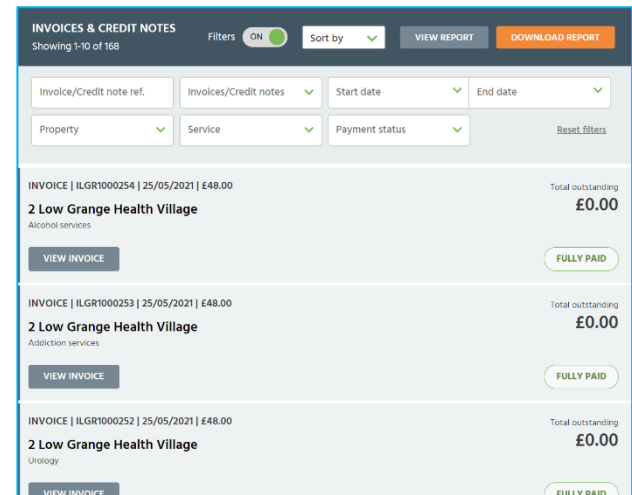 INVOICES & CREDIT NOTES
Showing 1-10 of 168
Filters ON Sort by VIEW REPORT DOWNLOAD REPORT
Invoice/Credit note ref. Invoices/Credit notes Start date End date
Property Service Payment status Reset filters
INVOICE | ILGR1000254 | 25/05/2021 | £48.00
Total outstanding
2 Low Grange Health Village
£0.00
Alcohol services
VIEW INVOICE FULLY PAID
INVOICE | ILGR1000253 | 25/05/2021 | £48.00
Total outstanding
2 Low Grange Health Village
£0.00
Addiction services
VIEW INVOICE FULLY PAID
INVOICE | ILGR1000252 | 25/05/2021 | £48.00
Total outstanding
2 Low Grange Health Village
£0.00
Urology
VIEW INVOICE FULLY PAID